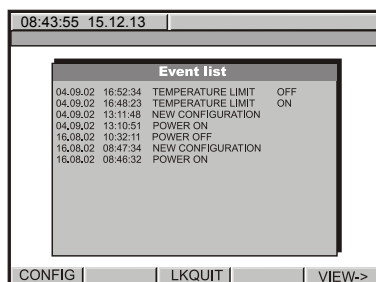 08:43:55 15.12.13
Event list
04.09.02 16:52:34 TEMPERATURE LIMIT OFF
04.09.02 16:48:23 TEMPERATURE LIMIT ON
04.09.02 13:11:48 NEW CONFIGURATION
04.09.02 13:10:51 POWER ON
16.08.02 10:32:11 POWER OFF
16.08.02 08:47:34 NEW CONFIGURATION
16.08.02 08:46:32 POWER ON
CONFIG LKQUIT VIEW->